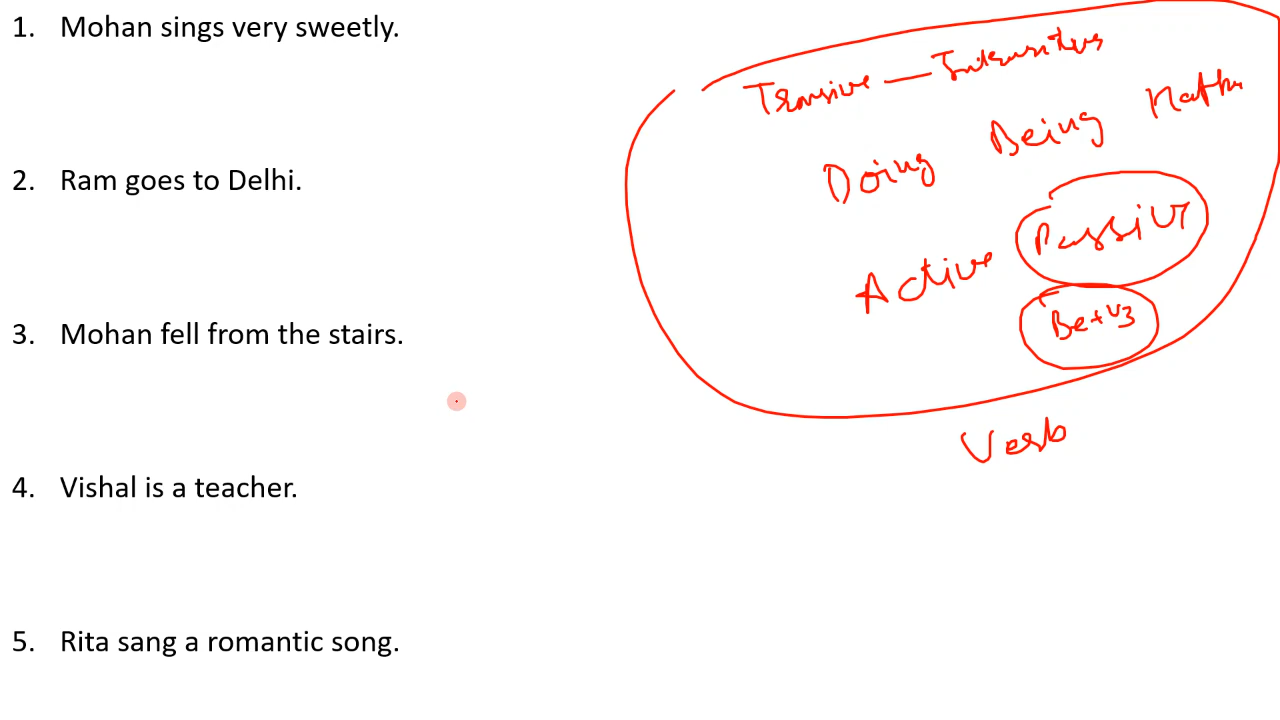 1. Mohan sings very sweetly.
Transive — Intransitive
Doing Being
2. Ram goes to Delhi.
Active Passive
3. Mohan fell from the stairs.
Be+V3
Verb
4. Vishal is a teacher.
5. Rita sang a romantic song.